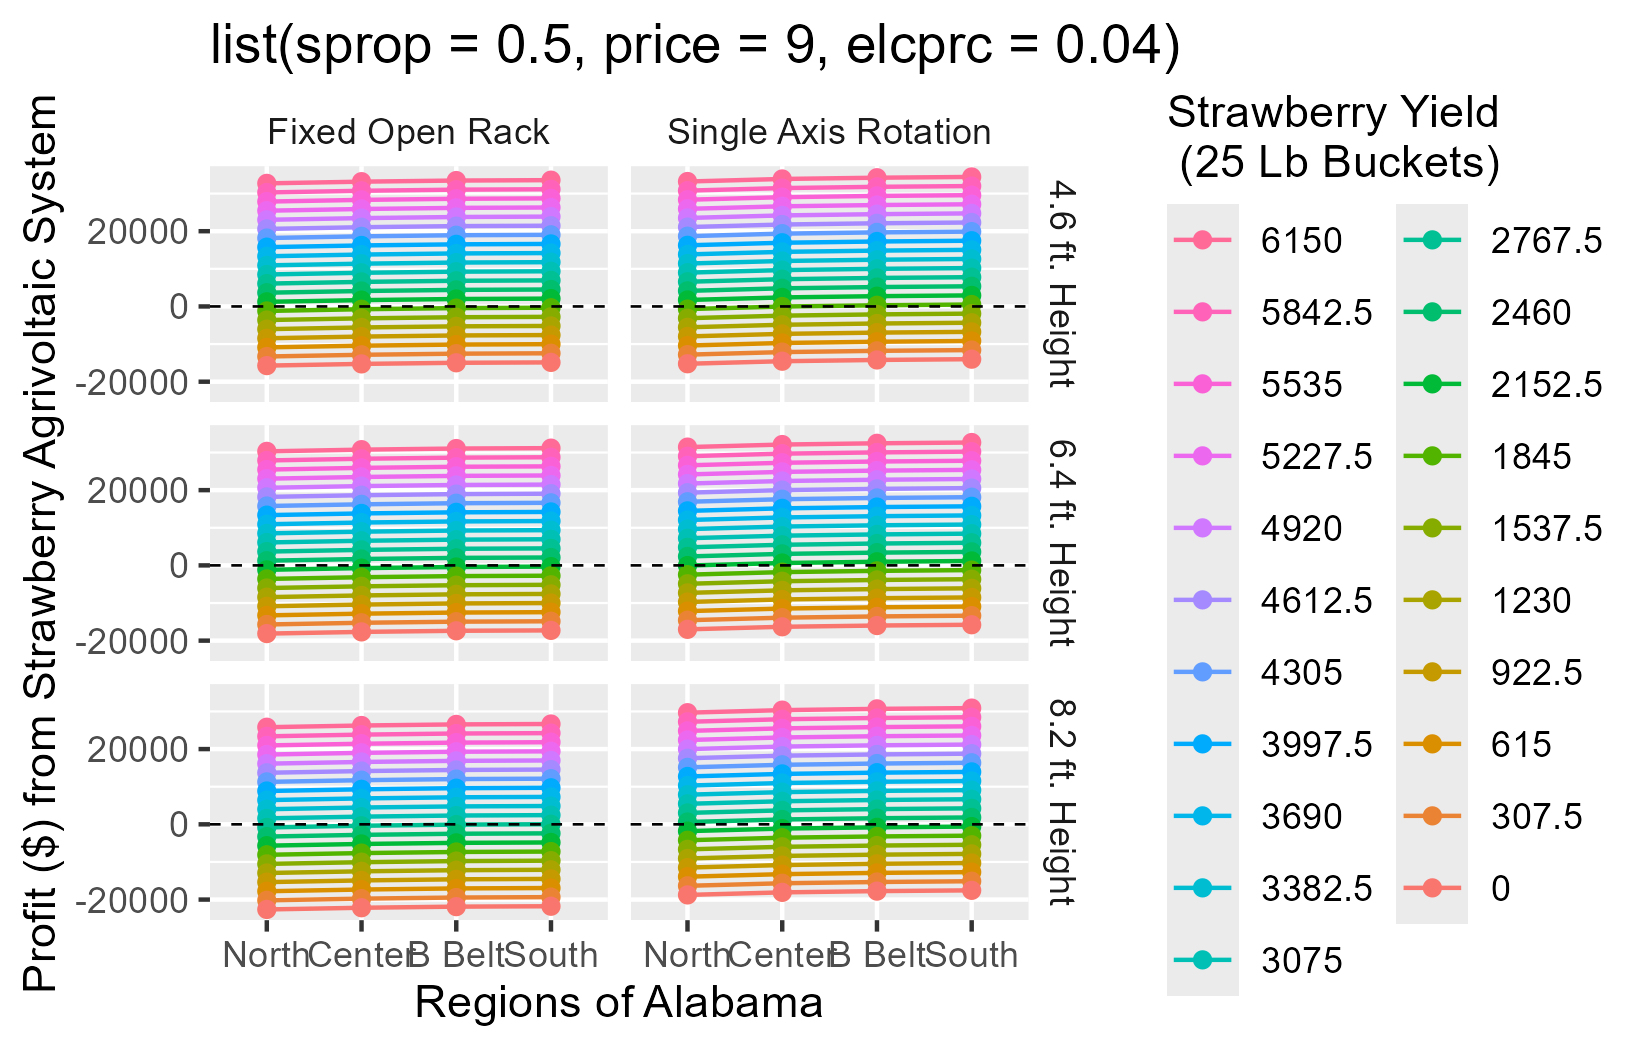 list(sprop = 0.5, price = 9, elcprc = 0.04)
Profit ($) from Strawberry Agrivoltaic System
Fixed Open Rack
Single Axis Rotation
20000
0
-20000
4.6 ft. Height
20000
0
-20000
6.4 ft. Height
20000
0
-20000
8.2 ft. Height
North Center B Belt South
North Center B Belt South
Regions of Alabama
Strawberry Yield
(25 Lb Buckets)
6150
5842.5
5535
5227.5
4920
4612.5
4305
3997.5
3690
3382.5
3075
2767.5
2460
2152.5
1845
1537.5
1230
922.5
615
307.5
0